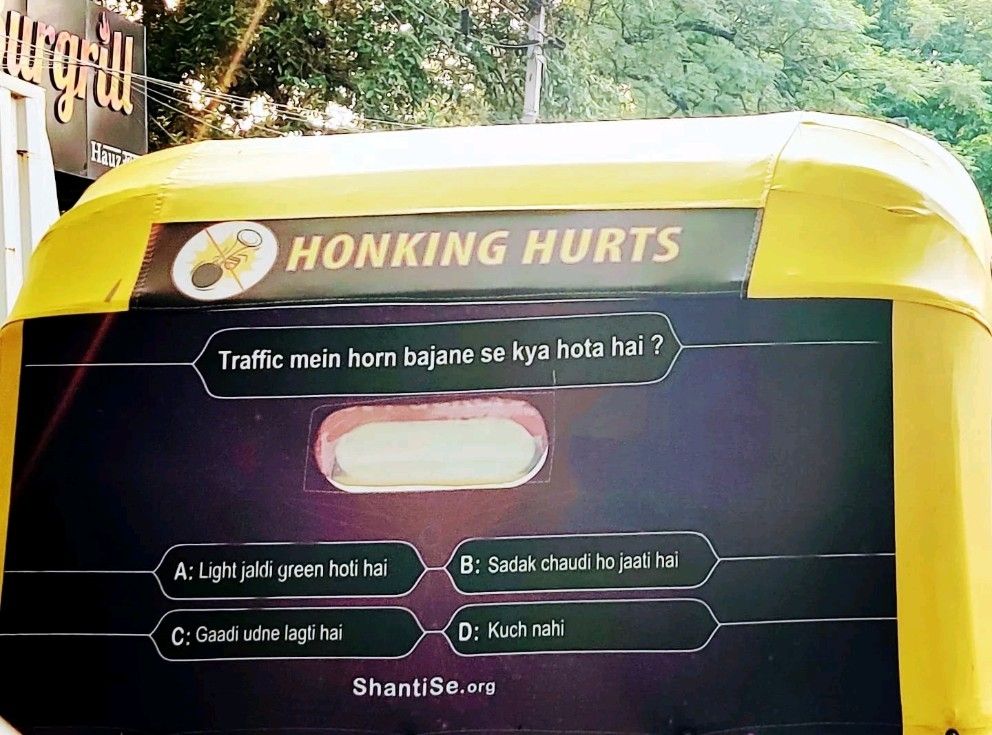 urgrill
Hauz
HONKING HURTS
Traffic mein horn bajane se kya hota hai ?
A: Light jaldi green hoti hai
B: Sadak chaudi ho jaati hai
C: Gaadi udne lagti hai
D: Kuch nahi
ShantiSe.org